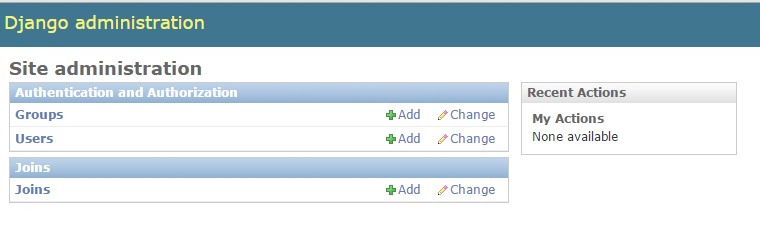 Django administration
Site administration
Authentication and Authorization
Groups Add Change
Users Add Change
Joins
Joins Add Change
Recent Actions
My Actions
None available